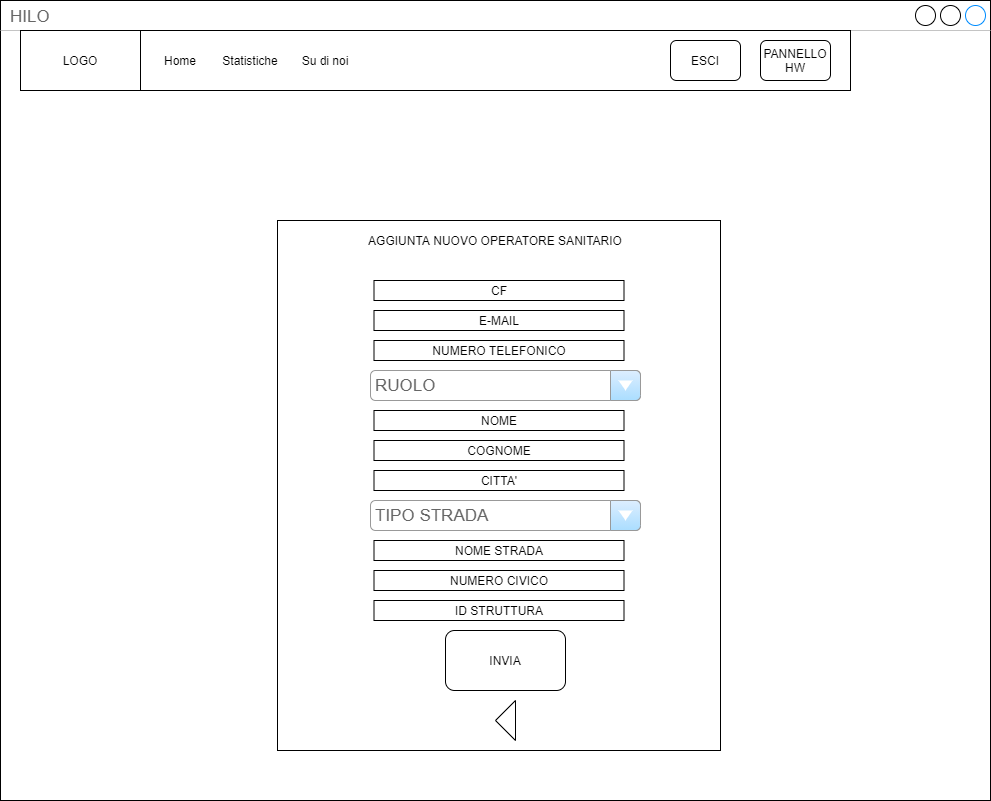 HILO
LOGO
Home
Statistiche
Su di noi
ESCI
PANNELLO
HW
AGGIUNTA NUOVO OPERATORE SANITARIO
CF
E-MAIL
NUMERO TELEFONICO
RUOLO
NOME
COGNOME
CITTA'
TIPO STRADA
NOME STRADA
NUMERO CIVICO
ID STRUTTURA
INVIA